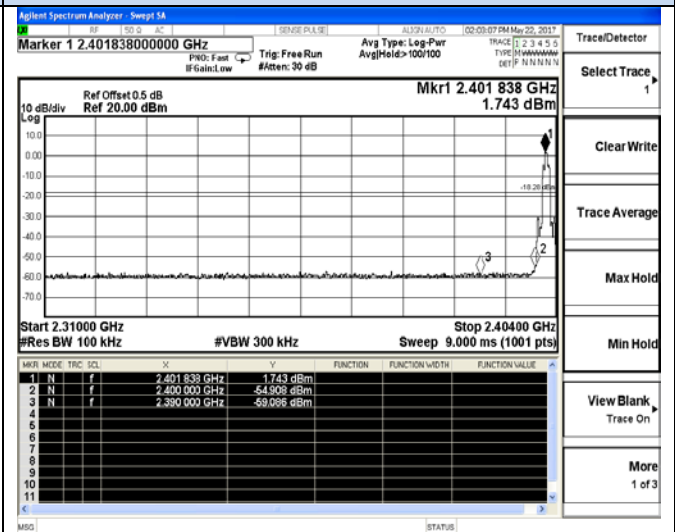 Agilent Spectrum Analyzer - Swept SA
RF 50 Ω AC SENSE:PULSE ALIGN AUTO 02:03:07 PM May 22, 2017
Marker 1 2.401838000000 GHz
PNO: Fast
IFGain:Low
Trig: Free Run
#Atten: 30 dB
Avg Type: Log-Pwr
Avg|Hold:>100/100
TRACE 1 2 3 4 5 6
TYPE MWWWWW
DET P NNNNN
Ref Offset 0.5 dB
Ref 20.00 dBm
10 dB/div
Log
Mkr1 2.401 838 GHz
1.743 dBm
10.0
0.00
-10.0
-20.0
-30.0
-40.0
-50.0
-60.0
-70.0
1
-18.26 dBm
2
3
Start 2.31000 GHz
Stop 2.40400 GHz
#Res BW 100 kHz
#VBW 300 kHz
Sweep 9.000 ms (1001 pts)
MKR MODE TRC SCL X Y FUNCTION FUNCTION WIDTH FUNCTION VALUE
1 N f 2.401 838 GHz 1.743 dBm
2 N f 2.400 000 GHz -54.908 dBm
3 N f 2.390 000 GHz -59.086 dBm
4
5
6
7
8
9
10
11
MSG
STATUS
Trace/Detector
Select Trace
1
Clear Write
Trace Average
Max Hold
Min Hold
View Blank
Trace On
More
1 of 3